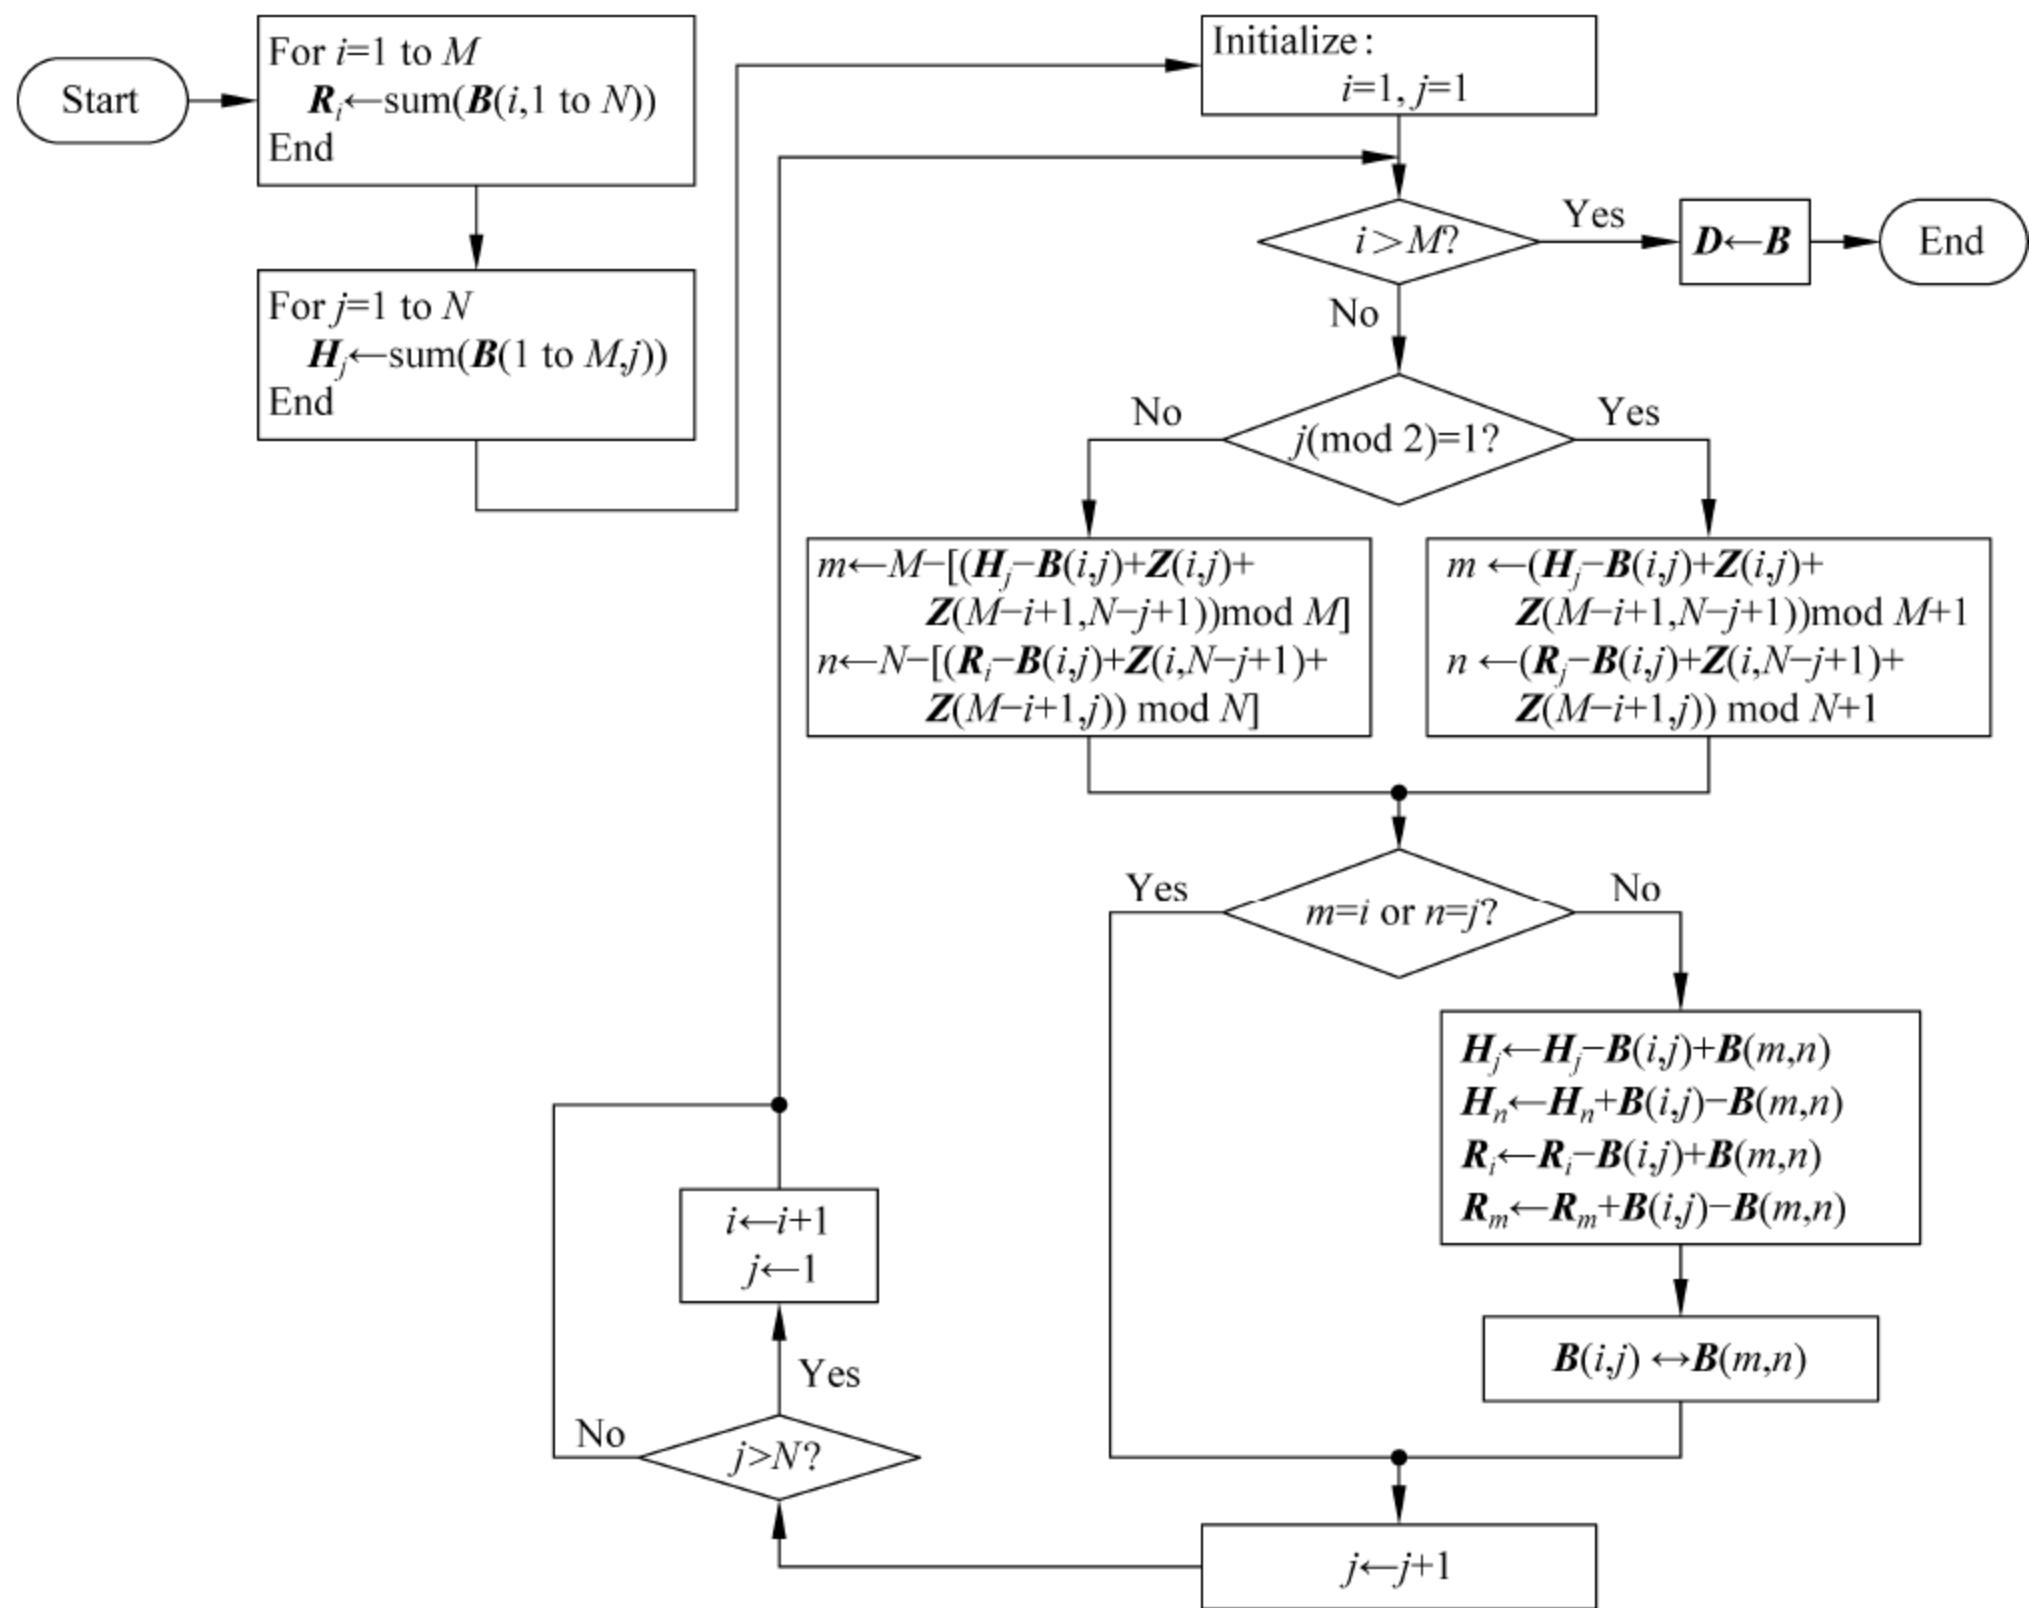 Start
For i=1 to M
R_i←sum(B(i,1 to N))
End
For j=1 to N
H_j←sum(B(1 to M,j))
End
Initialize:
i=1, j=1
i>M?
Yes
D←B
End
No
j(mod 2)=1?
No
Yes
m←M−[(H_j−B(i,j)+Z(i,j)+
Z(M−i+1,N−j+1))mod M]
n←N−[(R_i−B(i,j)+Z(i,N−j+1)+
Z(M−i+1,j)) mod N]
m ←(H_j−B(i,j)+Z(i,j)+
Z(M−i+1,N−j+1))mod M+1
n ←(R_j−B(i,j)+Z(i,N−j+1)+
Z(M−i+1,j)) mod N+1
m=i or n=j?
Yes
No
H_j←H_j−B(i,j)+B(m,n)
H_n←H_n+B(i,j)−B(m,n)
R_i←R_i−B(i,j)+B(m,n)
R_m←R_m+B(i,j)−B(m,n)
B(i,j) ↔B(m,n)
j←j+1
j>N?
No
Yes
i←i+1
j←1